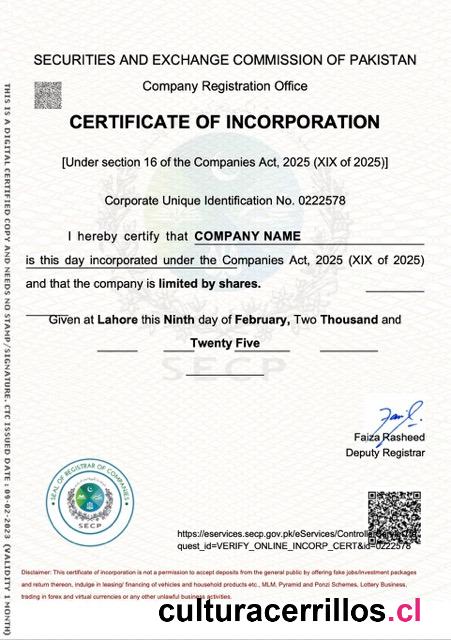 SECURITIES AND EXCHANGE COMMISSION OF PAKISTAN
Company Registration Office
CERTIFICATE OF INCORPORATION
[Under section 16 of the Companies Act, 2025 (XIX of 2025)]
Corporate Unique Identification No. 0222578
I hereby certify that COMPANY NAME
is this day incorporated under the Companies Act, 2025 (XIX of 2025)
and that the company is limited by shares.
Given at Lahore this Ninth day of February, Two Thousand and
Twenty Five
SECP
Faiza Rasheed
Deputy Registrar
SEAL OF REGISTRAR OF COMPANIES
SECP
https://eservices.secp.gov.pk/eServices/
quest_id=VERIFY_ONLINE_INCORP_CERT&id=0222578
Disclaimer: This certificate of incorporation is not a permission to accept deposits from the general public by offering fake jobs/investment packages
and return thereon, indulge in leasing/ financing of vehicles and household products etc., MLM, Pyramid and Ponzi Schemes, Lottery Business,
trading in forex and virtual currencies or any other unlawful business activities.
THIS IS A DIGITAL CERTIFIED COPY AND NEEDS NO STAMP/SIGNATURE. CTC ISSUED DATE : 09-02-2023 (VALIDITY 1 MONTH)
culturacerrillos.cl